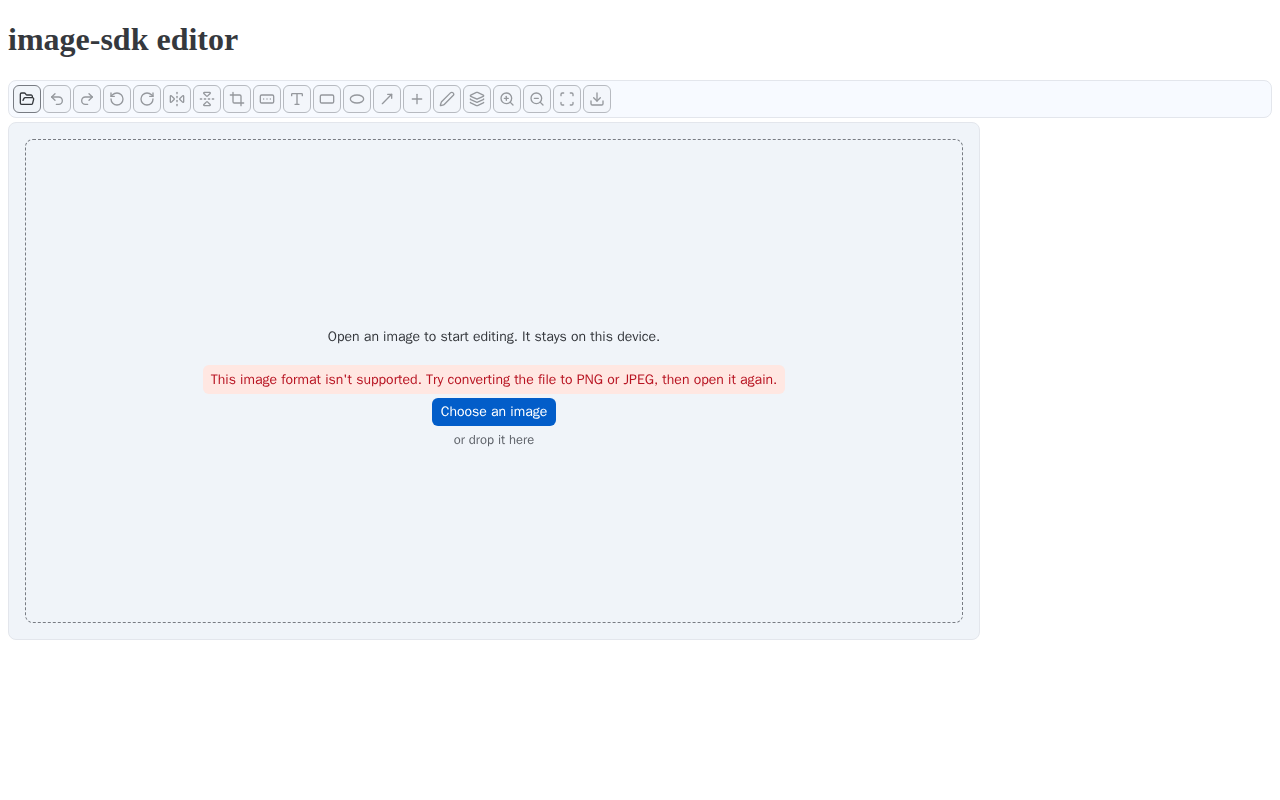 image-sdk editor
Open an image to start editing. It stays on this device.
This image format isn't supported. Try converting the file to PNG or JPEG, then open it again.
Choose an image
or drop it here